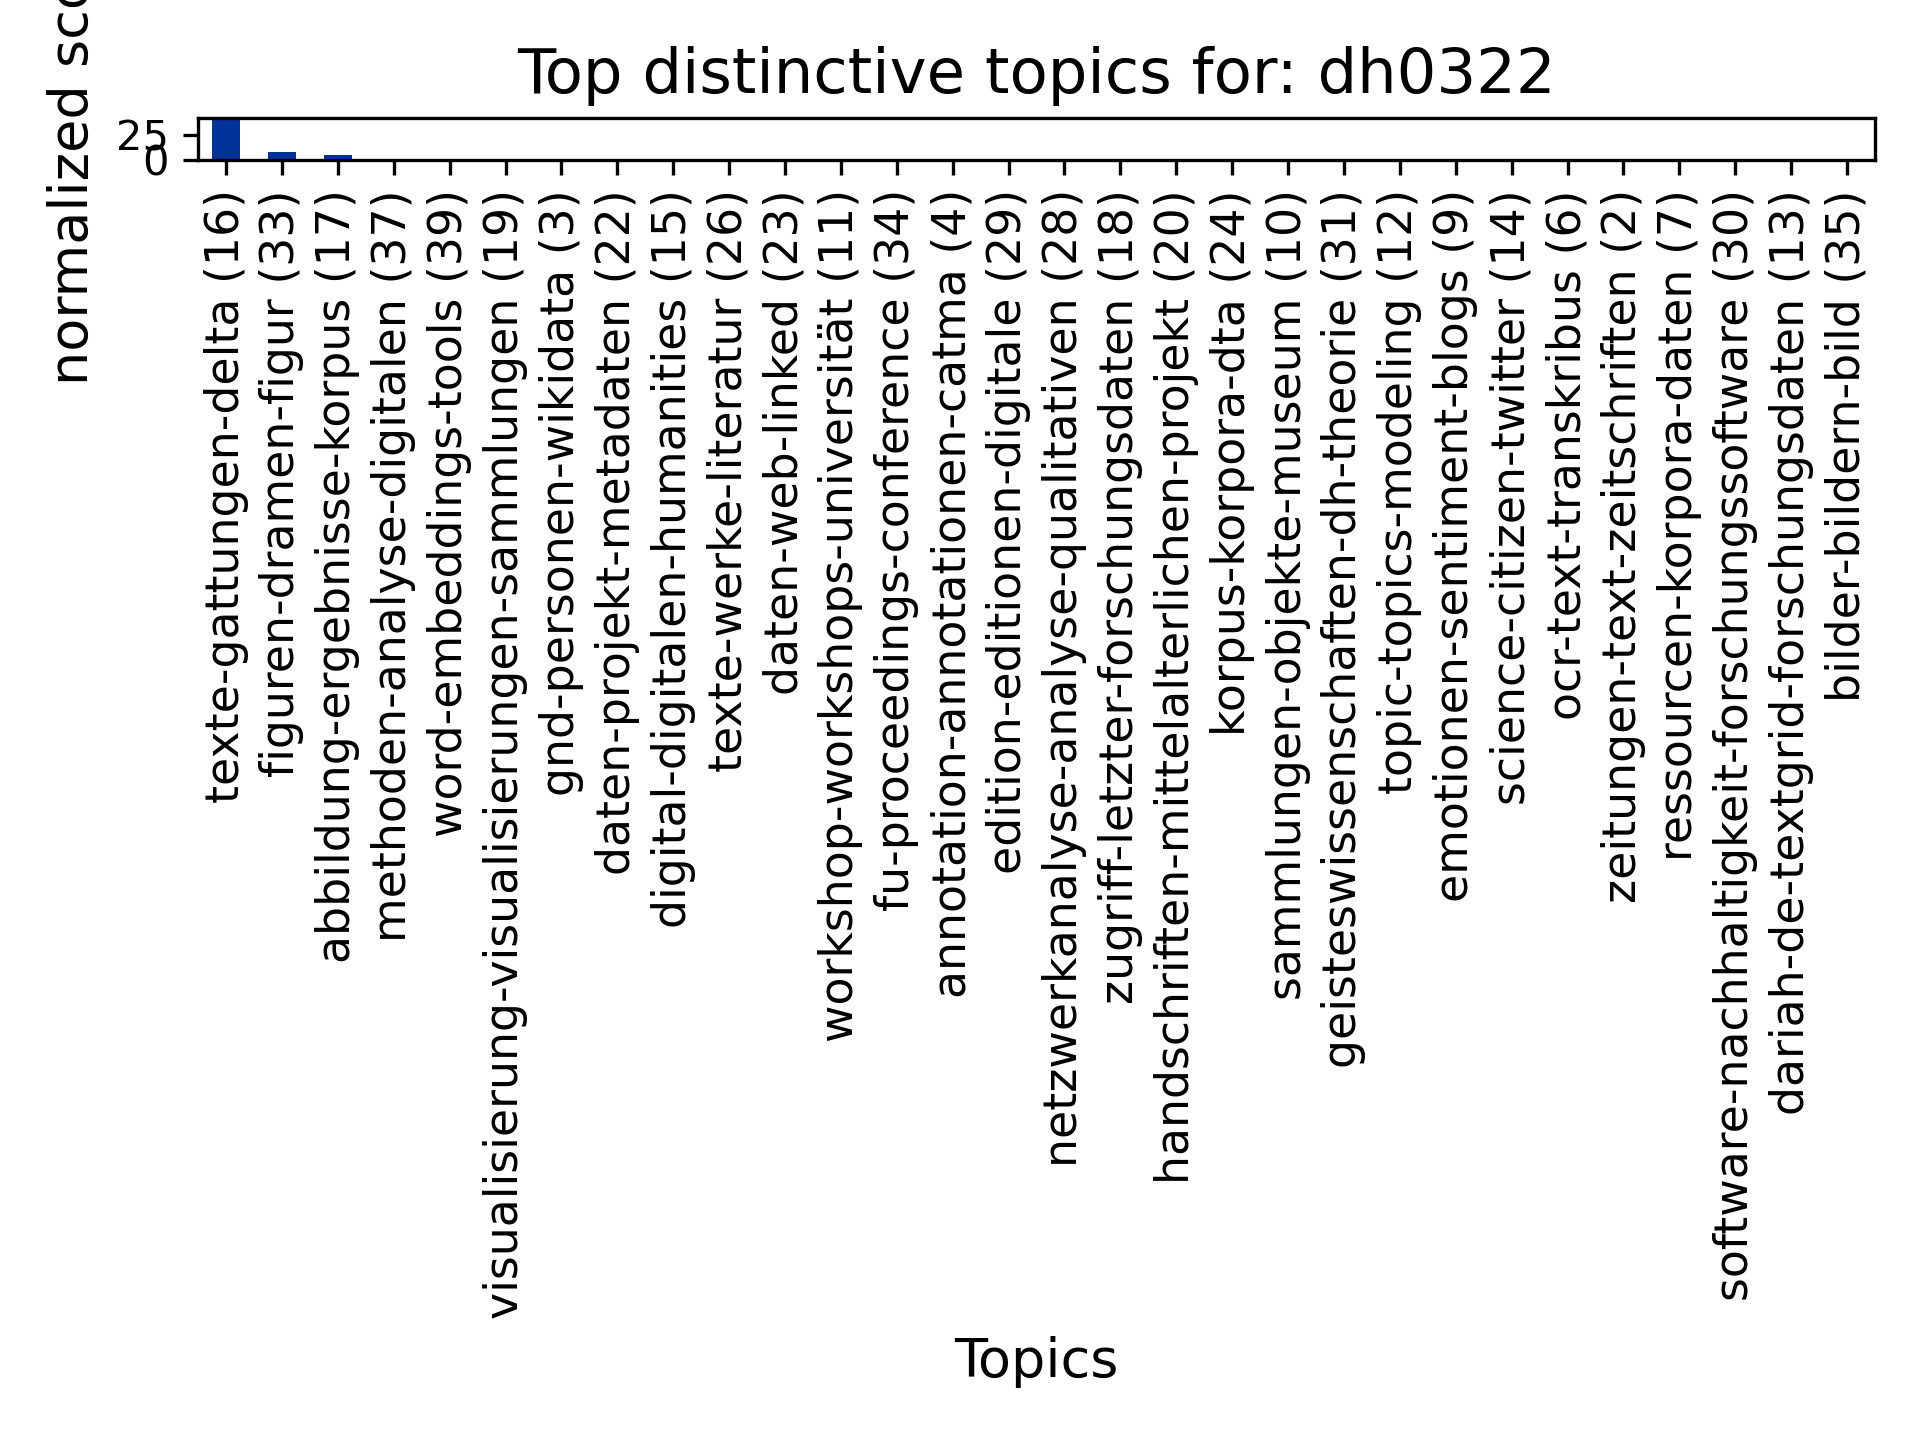 Top distinctive topics for: dh0322
normalized sco
25
0
texte-gattungen-delta (16)
figuren-dramen-figur (33)
abbildung-ergebnisse-korpus (17)
methoden-analyse-digitalen (37)
word-embeddings-tools (39)
visualisierung-visualisierungen-sammlungen (19)
gnd-personen-wikidata (3)
daten-projekt-metadaten (22)
digital-digitalen-humanities (15)
texte-werke-literatur (26)
daten-web-linked (23)
workshop-workshops-universität (11)
fu-proceedings-conference (34)
annotation-annotationen-catma (4)
edition-editionen-digitale (29)
netzwerkanalyse-analyse-qualitativen (28)
zugriff-letzter-forschungsdaten (18)
handschriften-mittelalterlichen-projekt (20)
korpus-korpora-dta (24)
sammlungen-objekte-museum (10)
geisteswissenschaften-dh-theorie (31)
topic-topics-modeling (12)
emotionen-sentiment-blogs (9)
science-citizen-twitter (14)
ocr-text-transkribus (6)
zeitungen-text-zeitschriften (2)
ressourcen-korpora-daten (7)
software-nachhaltigkeit-forschungssoftware (30)
dariah-de-textgrid-forschungsdaten (13)
bilder-bildern-bild (35)
Topics